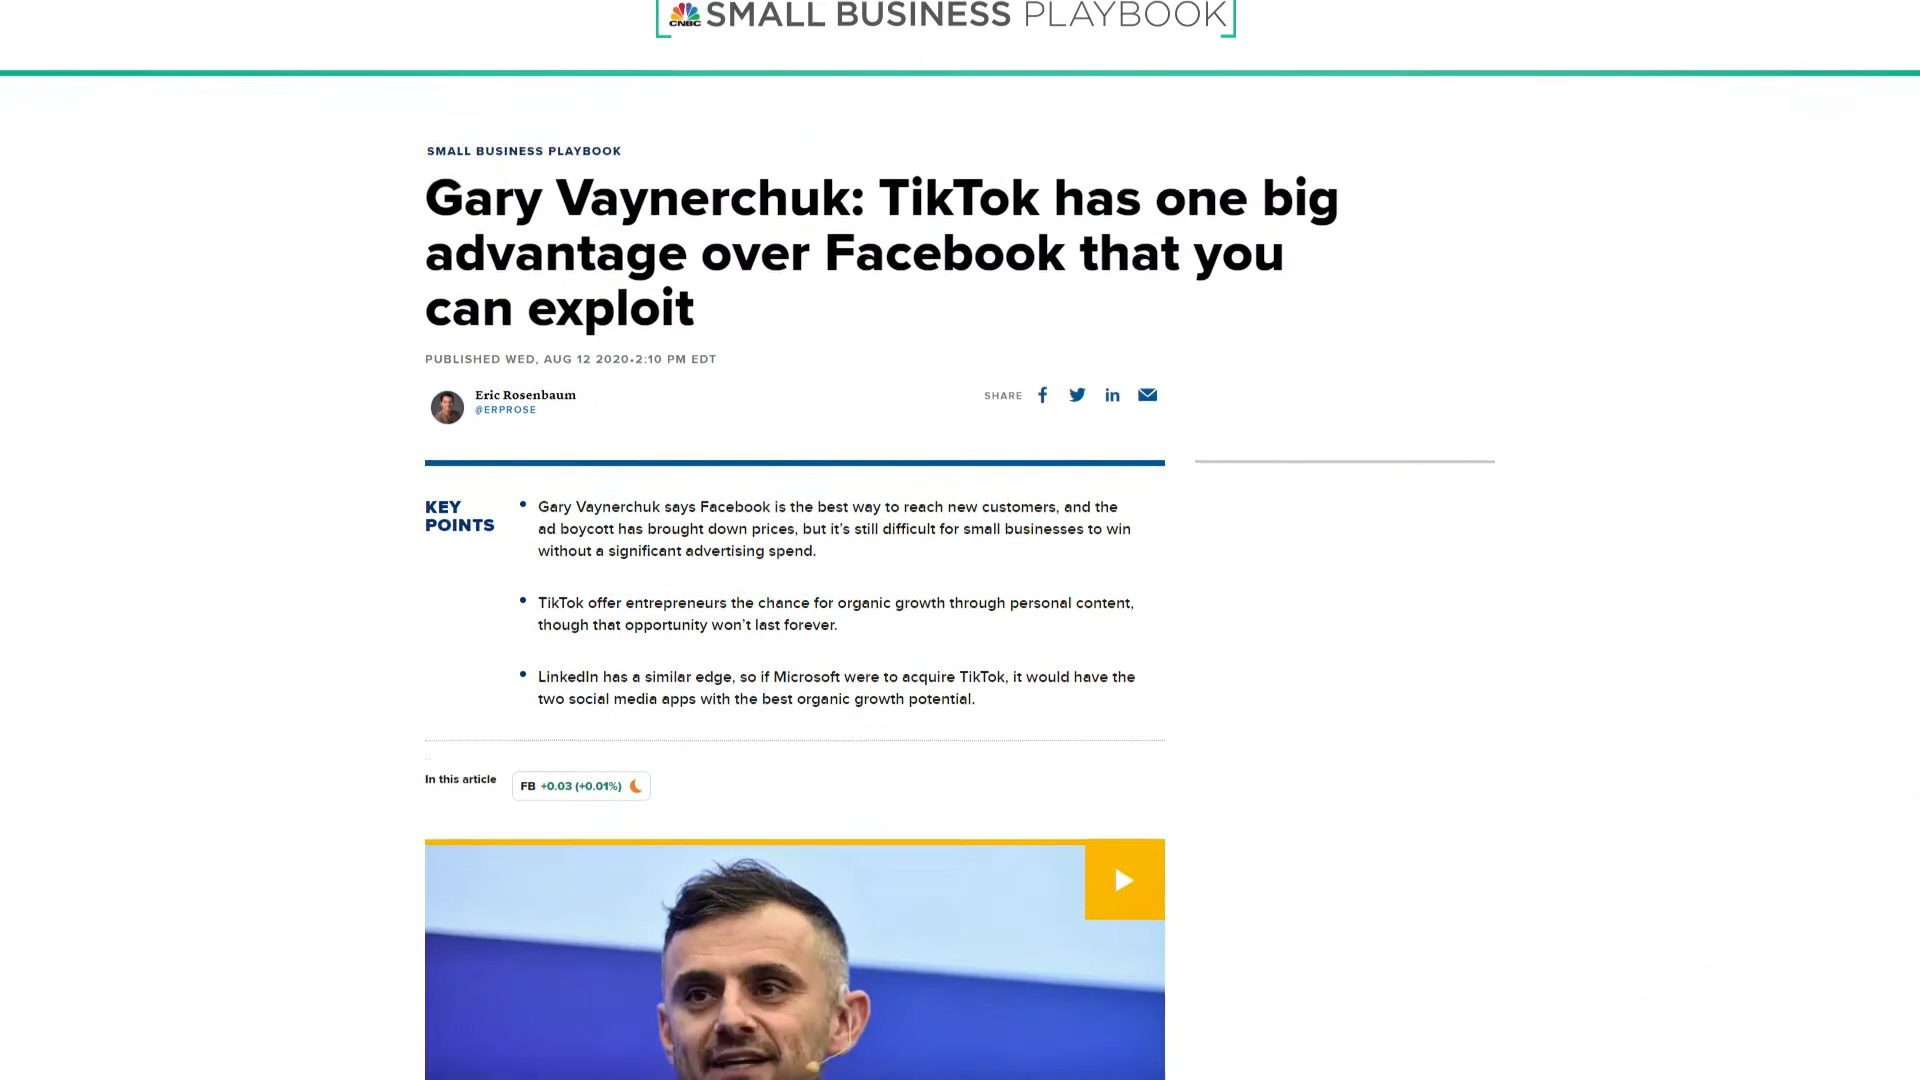 CNBC SMALL BUSINESS PLAYBOOK
SMALL BUSINESS PLAYBOOK
Gary Vaynerchuk: TikTok has one big
advantage over Facebook that you
can exploit
PUBLISHED WED, AUG 12 2020•2:10 PM EDT
Eric Rosenbaum
@ERPROSE
SHARE
KEY
POINTS
• Gary Vaynerchuk says Facebook is the best way to reach new customers, and the
ad boycott has brought down prices, but it’s still difficult for small businesses to win
without a significant advertising spend.
• TikTok offer entrepreneurs the chance for organic growth through personal content,
though that opportunity won’t last forever.
• LinkedIn has a similar edge, so if Microsoft were to acquire TikTok, it would have the
two social media apps with the best organic growth potential.
In this article
FB +0.03 (+0.01%)